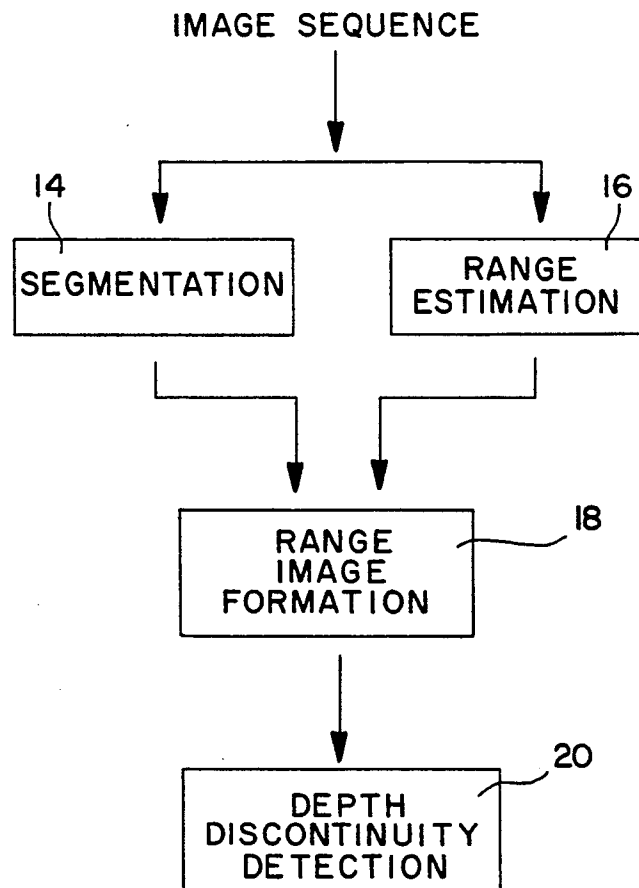 IMAGE SEQUENCE
14
16
SEGMENTATION
RANGE
ESTIMATION
18
RANGE
IMAGE
FORMATION
20
DEPTH
DISCONTINUITY
DETECTION